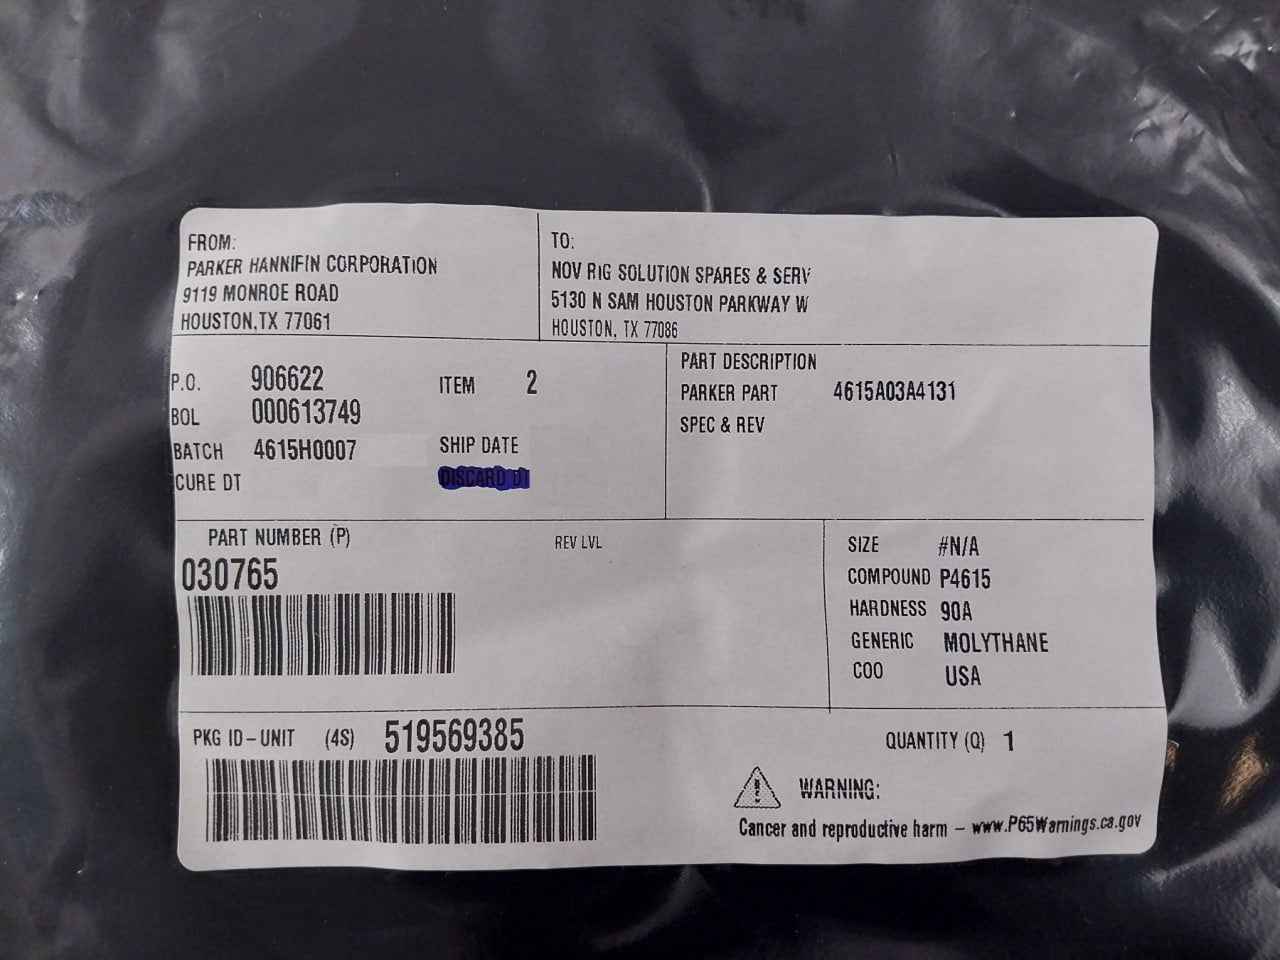 FROM:
PARKER HANNIFIN CORPORATION
9119 MONROE ROAD
HOUSTON,TX 77061
TO:
NOV RIG SOLUTION SPARES & SERV
5130 N SAM HOUSTON PARKWAY W
HOUSTON, TX 77086
P.O. 906622 ITEM 2
BOL 000613749
BATCH 4615H0007 SHIP DATE
CURE DT DISCARD DT
PART DESCRIPTION
PARKER PART 4615A03A4131
SPEC & REV
PART NUMBER (P) REV LVL
030765
SIZE #N/A
COMPOUND P4615
HARDNESS 90A
GENERIC MOLYTHANE
COO USA
PKG ID-UNIT (4S) 519569385
QUANTITY (Q) 1
WARNING:
Cancer and reproductive harm - www.P65Warnings.ca.gov